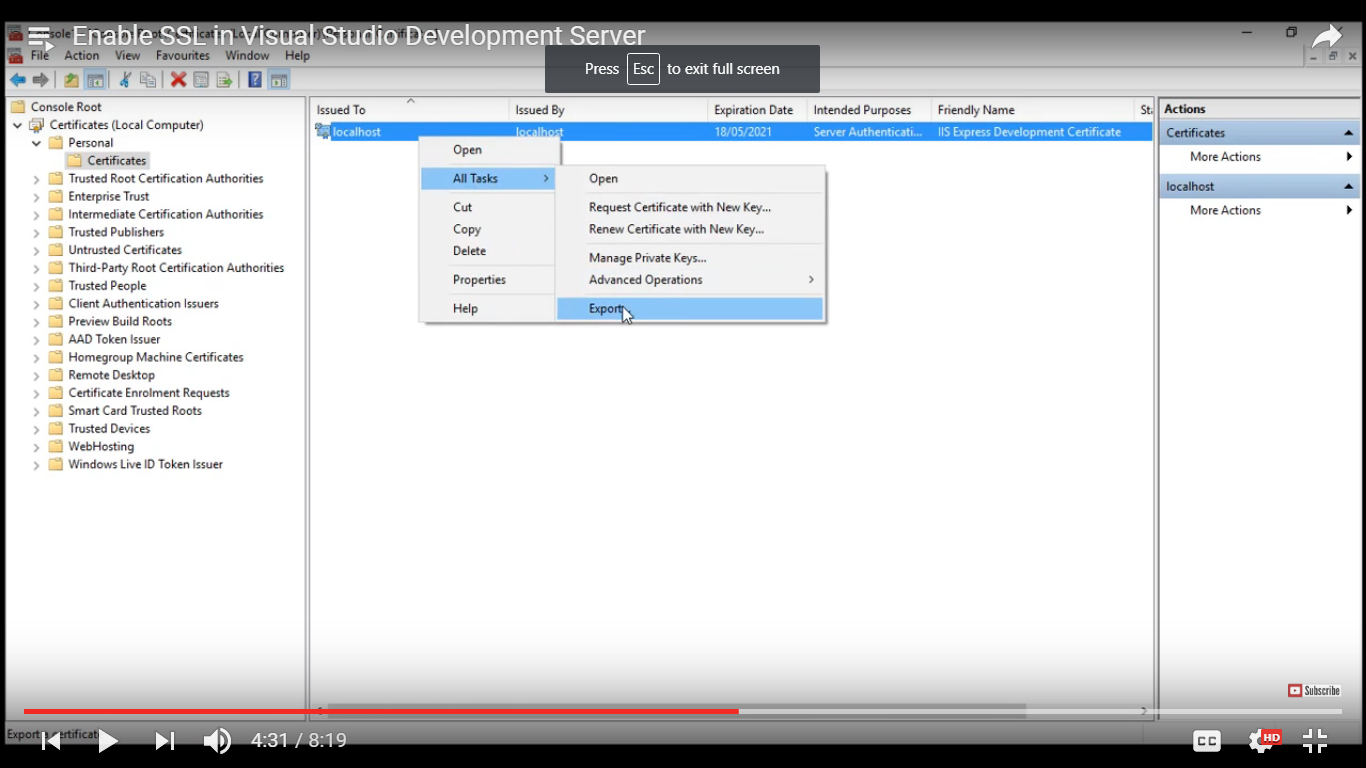 Enable SSL in Visual Studio Development Server
File Action View Favourites Window Help
Press Esc to exit full screen
Console Root
Certificates (Local Computer)
Personal
Certificates
Trusted Root Certification Authorities
Enterprise Trust
Intermediate Certification Authorities
Trusted Publishers
Untrusted Certificates
Third-Party Root Certification Authorities
Trusted People
Client Authentication Issuers
Preview Build Roots
AAD Token Issuer
Homegroup Machine Certificates
Remote Desktop
Certificate Enrolment Requests
Smart Card Trusted Roots
Trusted Devices
WebHosting
Windows Live ID Token Issuer
Issued To Issued By Expiration Date Intended Purposes Friendly Name Sta
localhost localhost 18/05/2021 Server Authenticati... IIS Express Development Certificate
Open
All Tasks
Cut
Copy
Delete
Properties
Help
Open
Request Certificate with New Key...
Renew Certificate with New Key...
Manage Private Keys...
Advanced Operations
Export...
Actions
Certificates
More Actions
localhost
More Actions
Subscribe
4:31 / 8:19
CC
HD